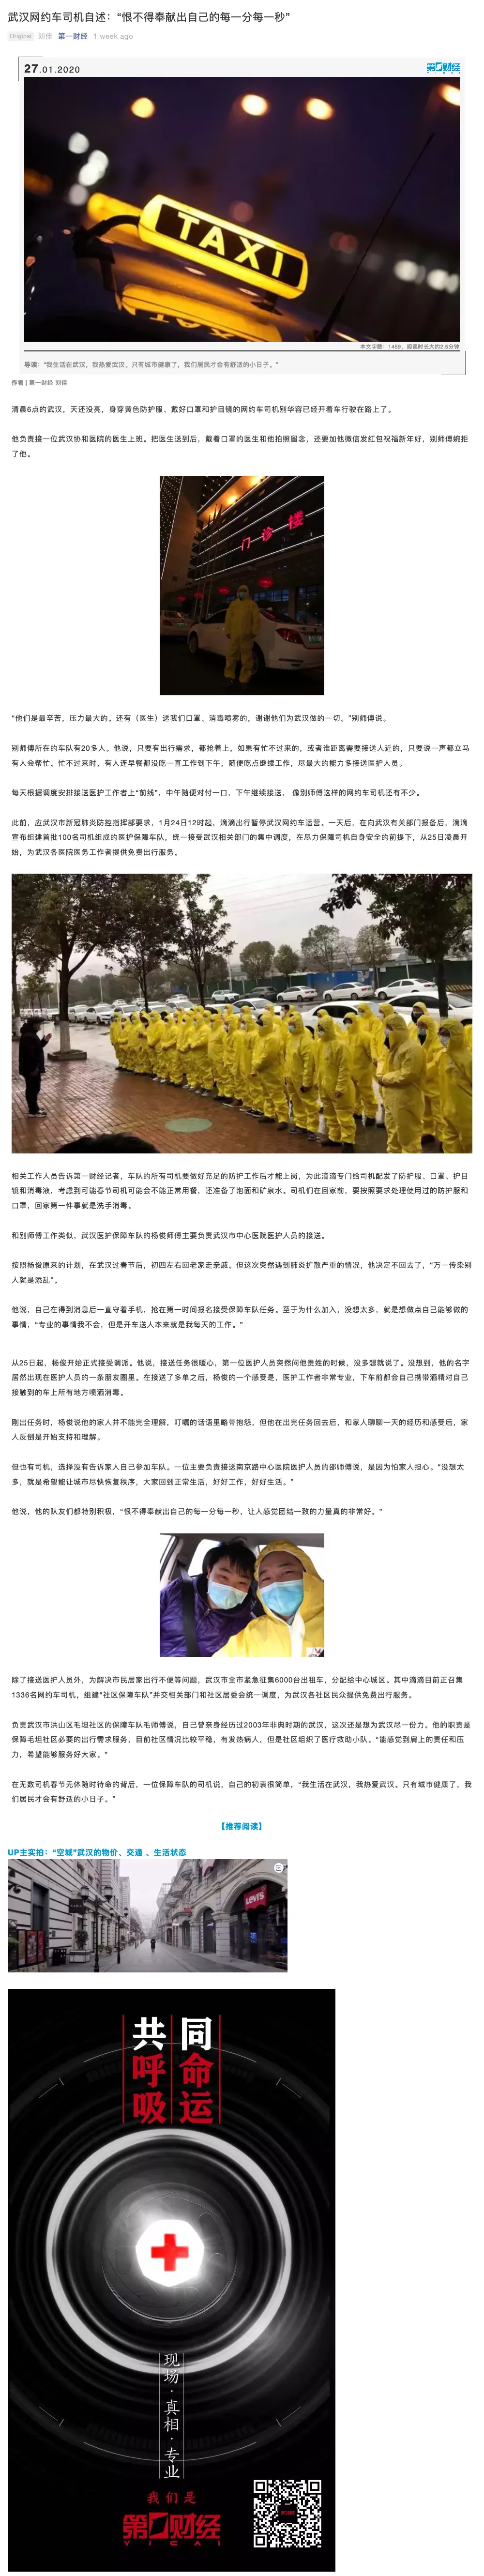 武汉网约车司机自述：“恨不得奉献出自己的每一分每一秒”
Original 刘佳 第一财经 1 week ago
27.01.2020
第一财经
TAXI
本文字数：1469，阅读时长大约2.5分钟
导读：“我生活在武汉，我热爱武汉。只有城市健康了，我们居民才会有舒适的小日子。”
作者 | 第一财经 刘佳
清晨6点的武汉，天还没亮，身穿黄色防护服、戴好口罩和护目镜的网约车司机别华容已经开着车行驶在路上了。
他负责接一位武汉协和医院的医生上班。把医生送到后，戴着口罩的医生和他拍照留念，还要加他微信发红包祝福新年好，别师傅婉拒
了他。
门诊楼
“他们是最辛苦，压力最大的。还有（医生）送我们口罩、消毒喷雾的，谢谢他们为武汉做的一切。”别师傅说。
别师傅所在的车队有20多人。他说，只要有出行需求，都抢着上，如果有忙不过来的，或者谁距离需要接送人近的，只要说一声都立马
有人会帮忙。忙不过来时，有人连早餐都没吃一直工作到下午，随便吃点继续工作，尽最大的能力多接送医护人员。
每天根据调度安排接送医护工作者上“前线”，中午随便对付一口，下午继续接送， 像别师傅这样的网约车司机还有不少。
此前，应武汉市新冠肺炎防控指挥部要求，1月24日12时起，滴滴出行暂停武汉网约车运营。一天后，在向武汉有关部门报备后，滴滴
宣布组建首批100名司机组成的医护保障车队，统一接受武汉相关部门的集中调度，在尽力保障司机自身安全的前提下，从25日凌晨开
始，为武汉各医院医务工作者提供免费出行服务。
相关工作人员告诉第一财经记者，车队的所有司机要做好充足的防护工作后才能上岗，为此滴滴专门给司机配发了防护服、口罩、护目
镜和消毒液，考虑到可能春节司机可能会不能正常用餐，还准备了泡面和矿泉水。司机们在回家前，要按照要求处理使用过的防护服和
口罩，回家第一件事就是洗手消毒。
和别师傅工作类似，武汉医护保障车队的杨俊师傅主要负责武汉市中心医院医护人员的接送。
按照杨俊原来的计划，在武汉过春节后，初四左右回老家走亲戚。但这次突然遇到肺炎扩散严重的情况，他决定不回去了，“万一传染别
人就是添乱”。
他说，自己在得到消息后一直守着手机，抢在第一时间报名接受保障车队任务。至于为什么加入，没想太多，就是想做点自己能够做的
事情，“专业的事情我不会，但是开车送人本来就是我每天的工作。”
从25日起，杨俊开始正式接受调派。他说，接送任务很暖心，第一位医护人员突然问他贵姓的时候，没多想就说了。没想到，他的名字
居然出现在医护人员的一条朋友圈里。在接送了多单之后，杨俊的一个感受是，医护工作者非常专业，下车前都会自己携带酒精对自己
接触到的车上所有地方喷洒消毒。
刚出任务时，杨俊说他的家人并不能完全理解，叮嘱的话语里略带抱怨，但他在出完任务回去后，和家人聊聊一天的经历和感受后，家
人反倒是开始支持和理解。
但也有司机，选择没有告诉家人自己参加车队。一位主要负责接送南京路中心医院医护人员的邵师傅说，是因为怕家人担心。“没想太
多，就是希望能让城市尽快恢复秩序，大家回到正常生活，好好工作，好好生活。”
他说，他的队友们都特别积极，“恨不得奉献出自己的每一分每一秒，让人感觉团结一致的力量真的非常好。”
除了接送医护人员外，为解决市民居家出行不便等问题，武汉市全市紧急征集6000台出租车，分配给中心城区。其中滴滴目前正召集
1336名网约车司机，组建“社区保障车队”并交相关部门和社区居委会统一调度，为武汉各社区民众提供免费出行服务。
负责武汉市洪山区毛坦社区的保障车队毛师傅说，自己曾亲身经历过2003年非典时期的武汉，这次还是想为武汉尽一份力。他的职责是
保障毛坦社区必要的出行需求服务，目前社区情况比较平稳，有发热病人，但是社区组织了医疗救助小队。“能感觉到肩上的责任和压
力，希望能够服务好大家。”
在无数司机春节无休随时待命的背后，一位保障车队的司机说，自己的初衷很简单，“我生活在武汉，我热爱武汉。只有城市健康了，我
们居民才会有舒适的小日子。”
【推荐阅读】
UP主实拍：“空城”武汉的物价、交通 、生活状态
LEVI'S
共同
呼命
吸运
现场·真相·专业
我们是
第一财经
YICAI